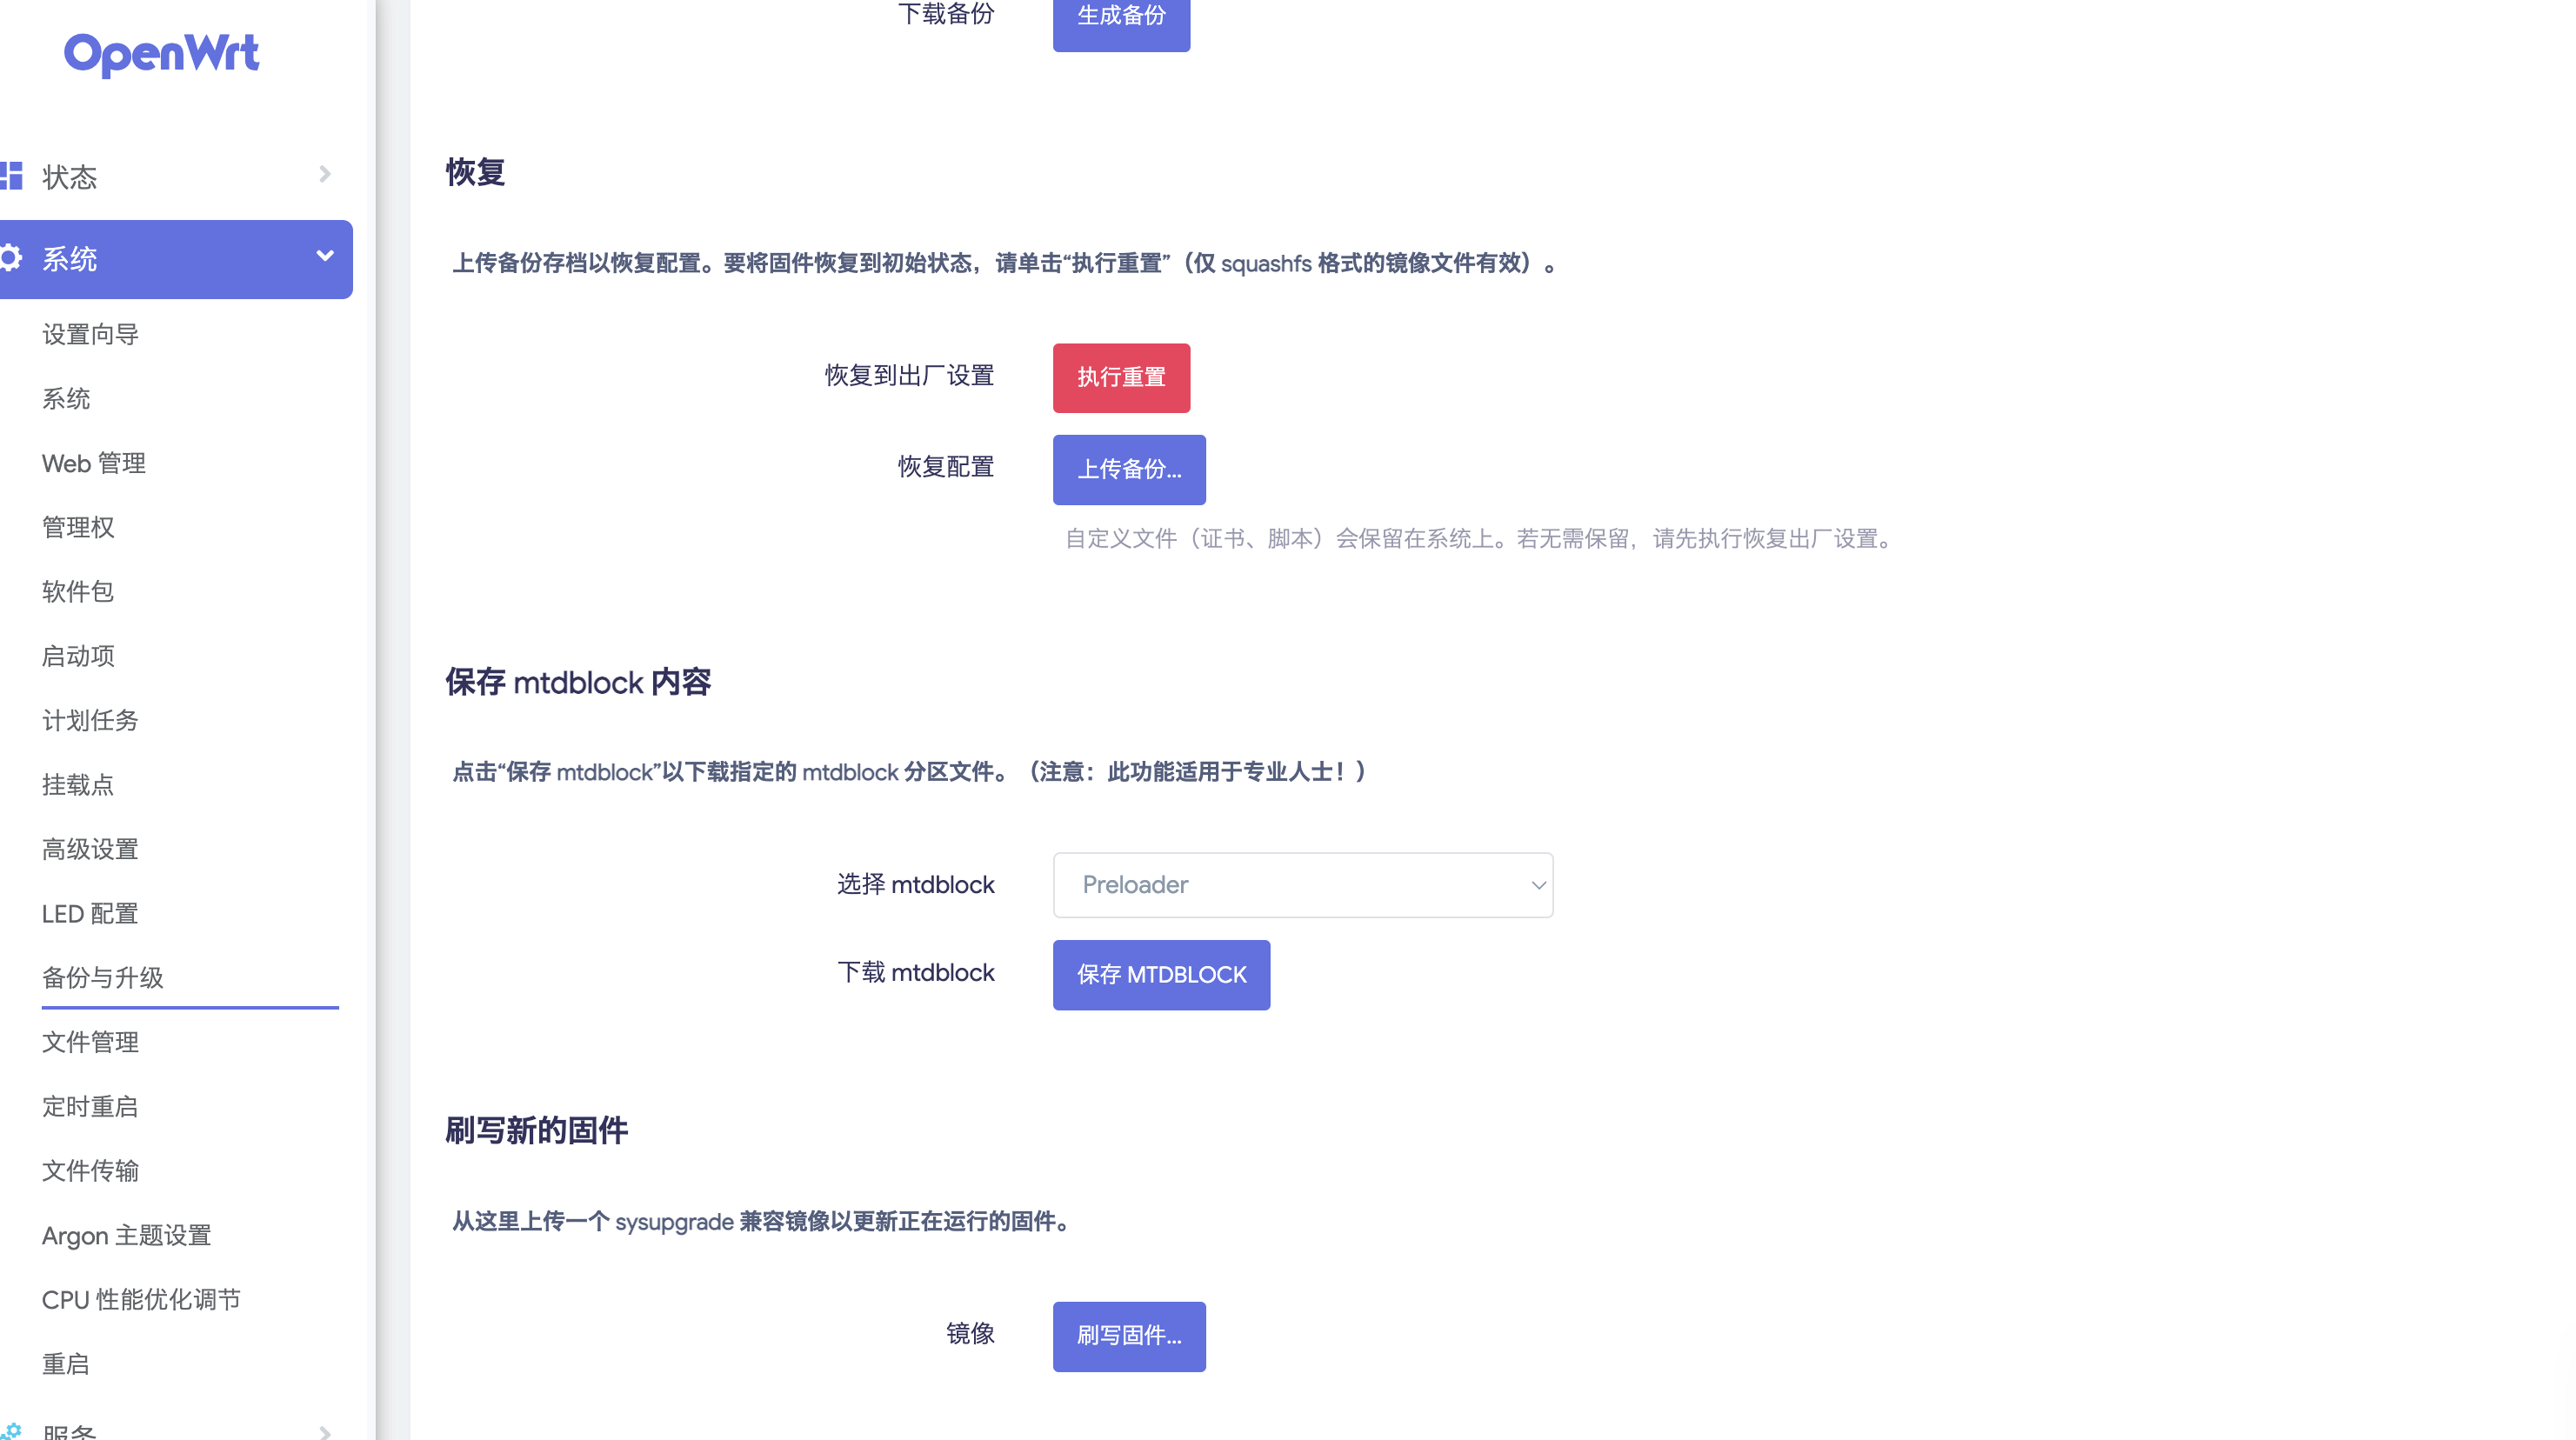 OpenWrt
状态
系统
设置向导
系统
Web 管理
管理权
软件包
启动项
计划任务
挂载点
高级设置
LED 配置
备份与升级
文件管理
定时重启
文件传输
Argon 主题设置
CPU 性能优化调节
重启
服务
下载备份 生成备份
恢复
上传备份存档以恢复配置。要将固件恢复到初始状态，请单击“执行重置”（仅 squashfs 格式的镜像文件有效）。
恢复到出厂设置 执行重置
恢复配置 上传备份...
自定义文件（证书、脚本）会保留在系统上。若无需保留，请先执行恢复出厂设置。
保存 mtdblock 内容
点击“保存 mtdblock”以下载指定的 mtdblock 分区文件。（注意：此功能适用于专业人士！）
选择 mtdblock Preloader
下载 mtdblock 保存 MTDBLOCK
刷写新的固件
从这里上传一个 sysupgrade 兼容镜像以更新正在运行的固件。
镜像 刷写固件...